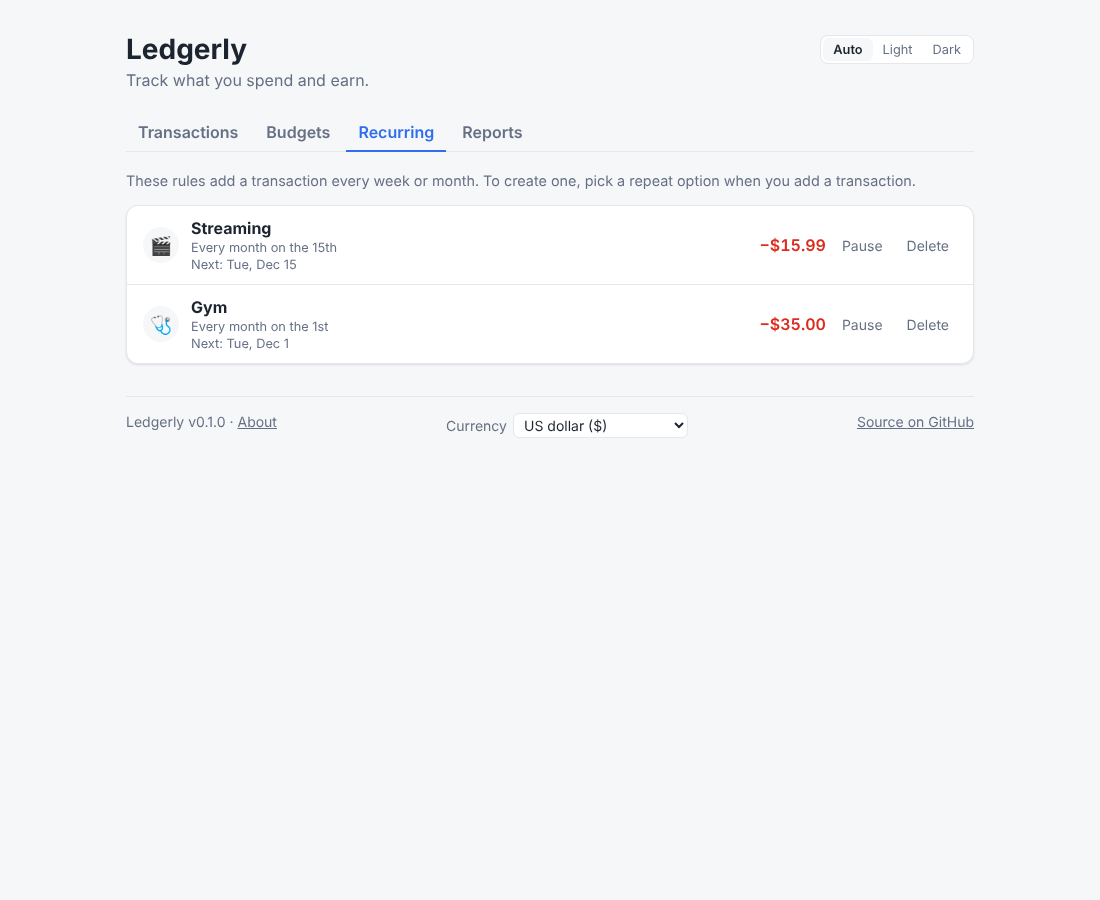 Ledgerly
Auto Light Dark
Track what you spend and earn.
Transactions Budgets Recurring Reports
These rules add a transaction every week or month. To create one, pick a repeat option when you add a transaction.
Streaming
Every month on the 15th
Next: Tue, Dec 15
−$15.99 Pause Delete
Gym
Every month on the 1st
Next: Tue, Dec 1
−$35.00 Pause Delete
Ledgerly v0.1.0 · About
Currency US dollar ($)
Source on GitHub